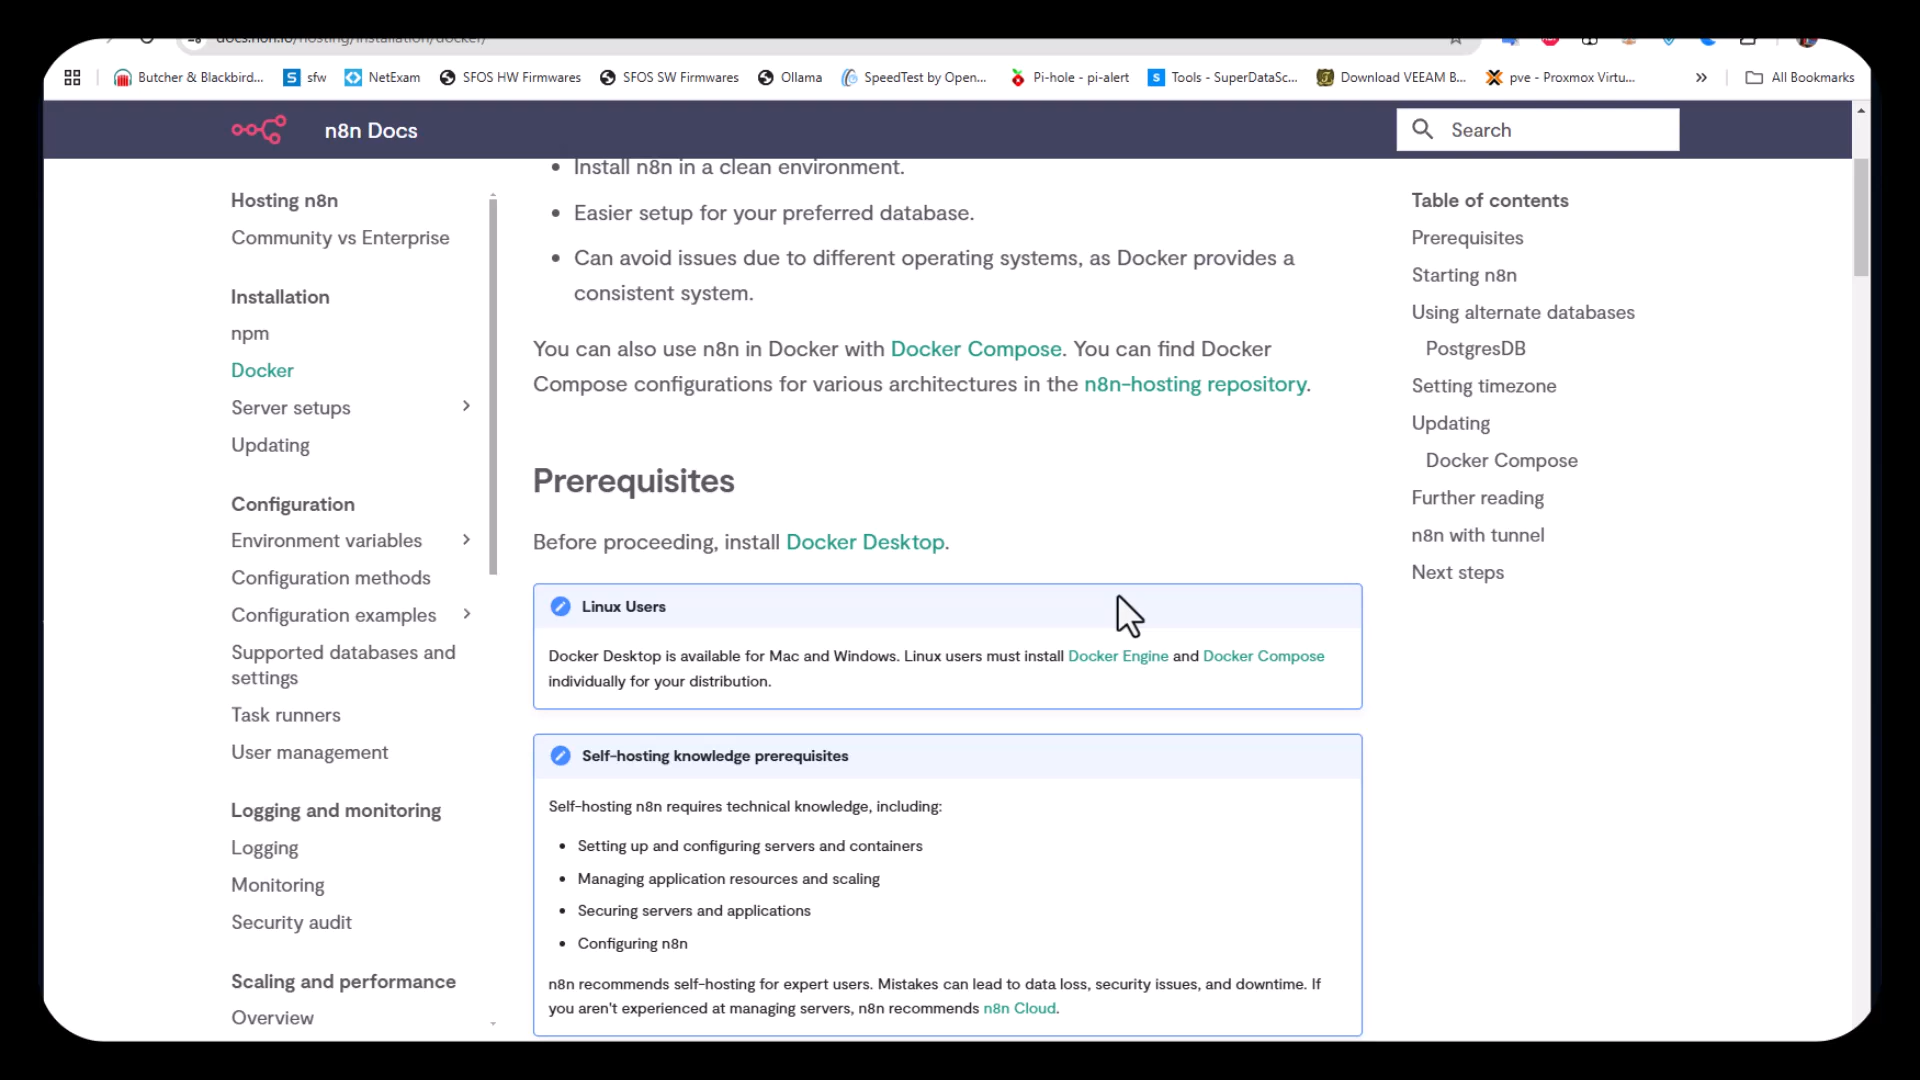 docs.n8n.io/hosting/installation/docker/
Butcher & Blackbird...
sfw
NetExam
SFOS HW Firmwares
SFOS SW Firmwares
Ollama
SpeedTest by Open...
Pi-hole - pi-alert
Tools - SuperDataSc...
Download VEEAM B...
pve - Proxmox Virtu...
»
All Bookmarks
n8n Docs
Search
Hosting n8n
Community vs Enterprise
Installation
npm
Docker
Server setups
Updating
Configuration
Environment variables
Configuration methods
Configuration examples
Supported databases and
settings
Task runners
User management
Logging and monitoring
Logging
Monitoring
Security audit
Scaling and performance
Overview
• Install n8n in a clean environment.
• Easier setup for your preferred database.
• Can avoid issues due to different operating systems, as Docker provides a
consistent system.
You can also use n8n in Docker with Docker Compose. You can find Docker
Compose configurations for various architectures in the n8n-hosting repository.
Prerequisites
Before proceeding, install Docker Desktop.
Linux Users
Docker Desktop is available for Mac and Windows. Linux users must install Docker Engine and Docker Compose
individually for your distribution.
Self-hosting knowledge prerequisites
Self-hosting n8n requires technical knowledge, including:
• Setting up and configuring servers and containers
• Managing application resources and scaling
• Securing servers and applications
• Configuring n8n
n8n recommends self-hosting for expert users. Mistakes can lead to data loss, security issues, and downtime. If
you aren't experienced at managing servers, n8n recommends n8n Cloud.
Table of contents
Prerequisites
Starting n8n
Using alternate databases
PostgresDB
Setting timezone
Updating
Docker Compose
Further reading
n8n with tunnel
Next steps